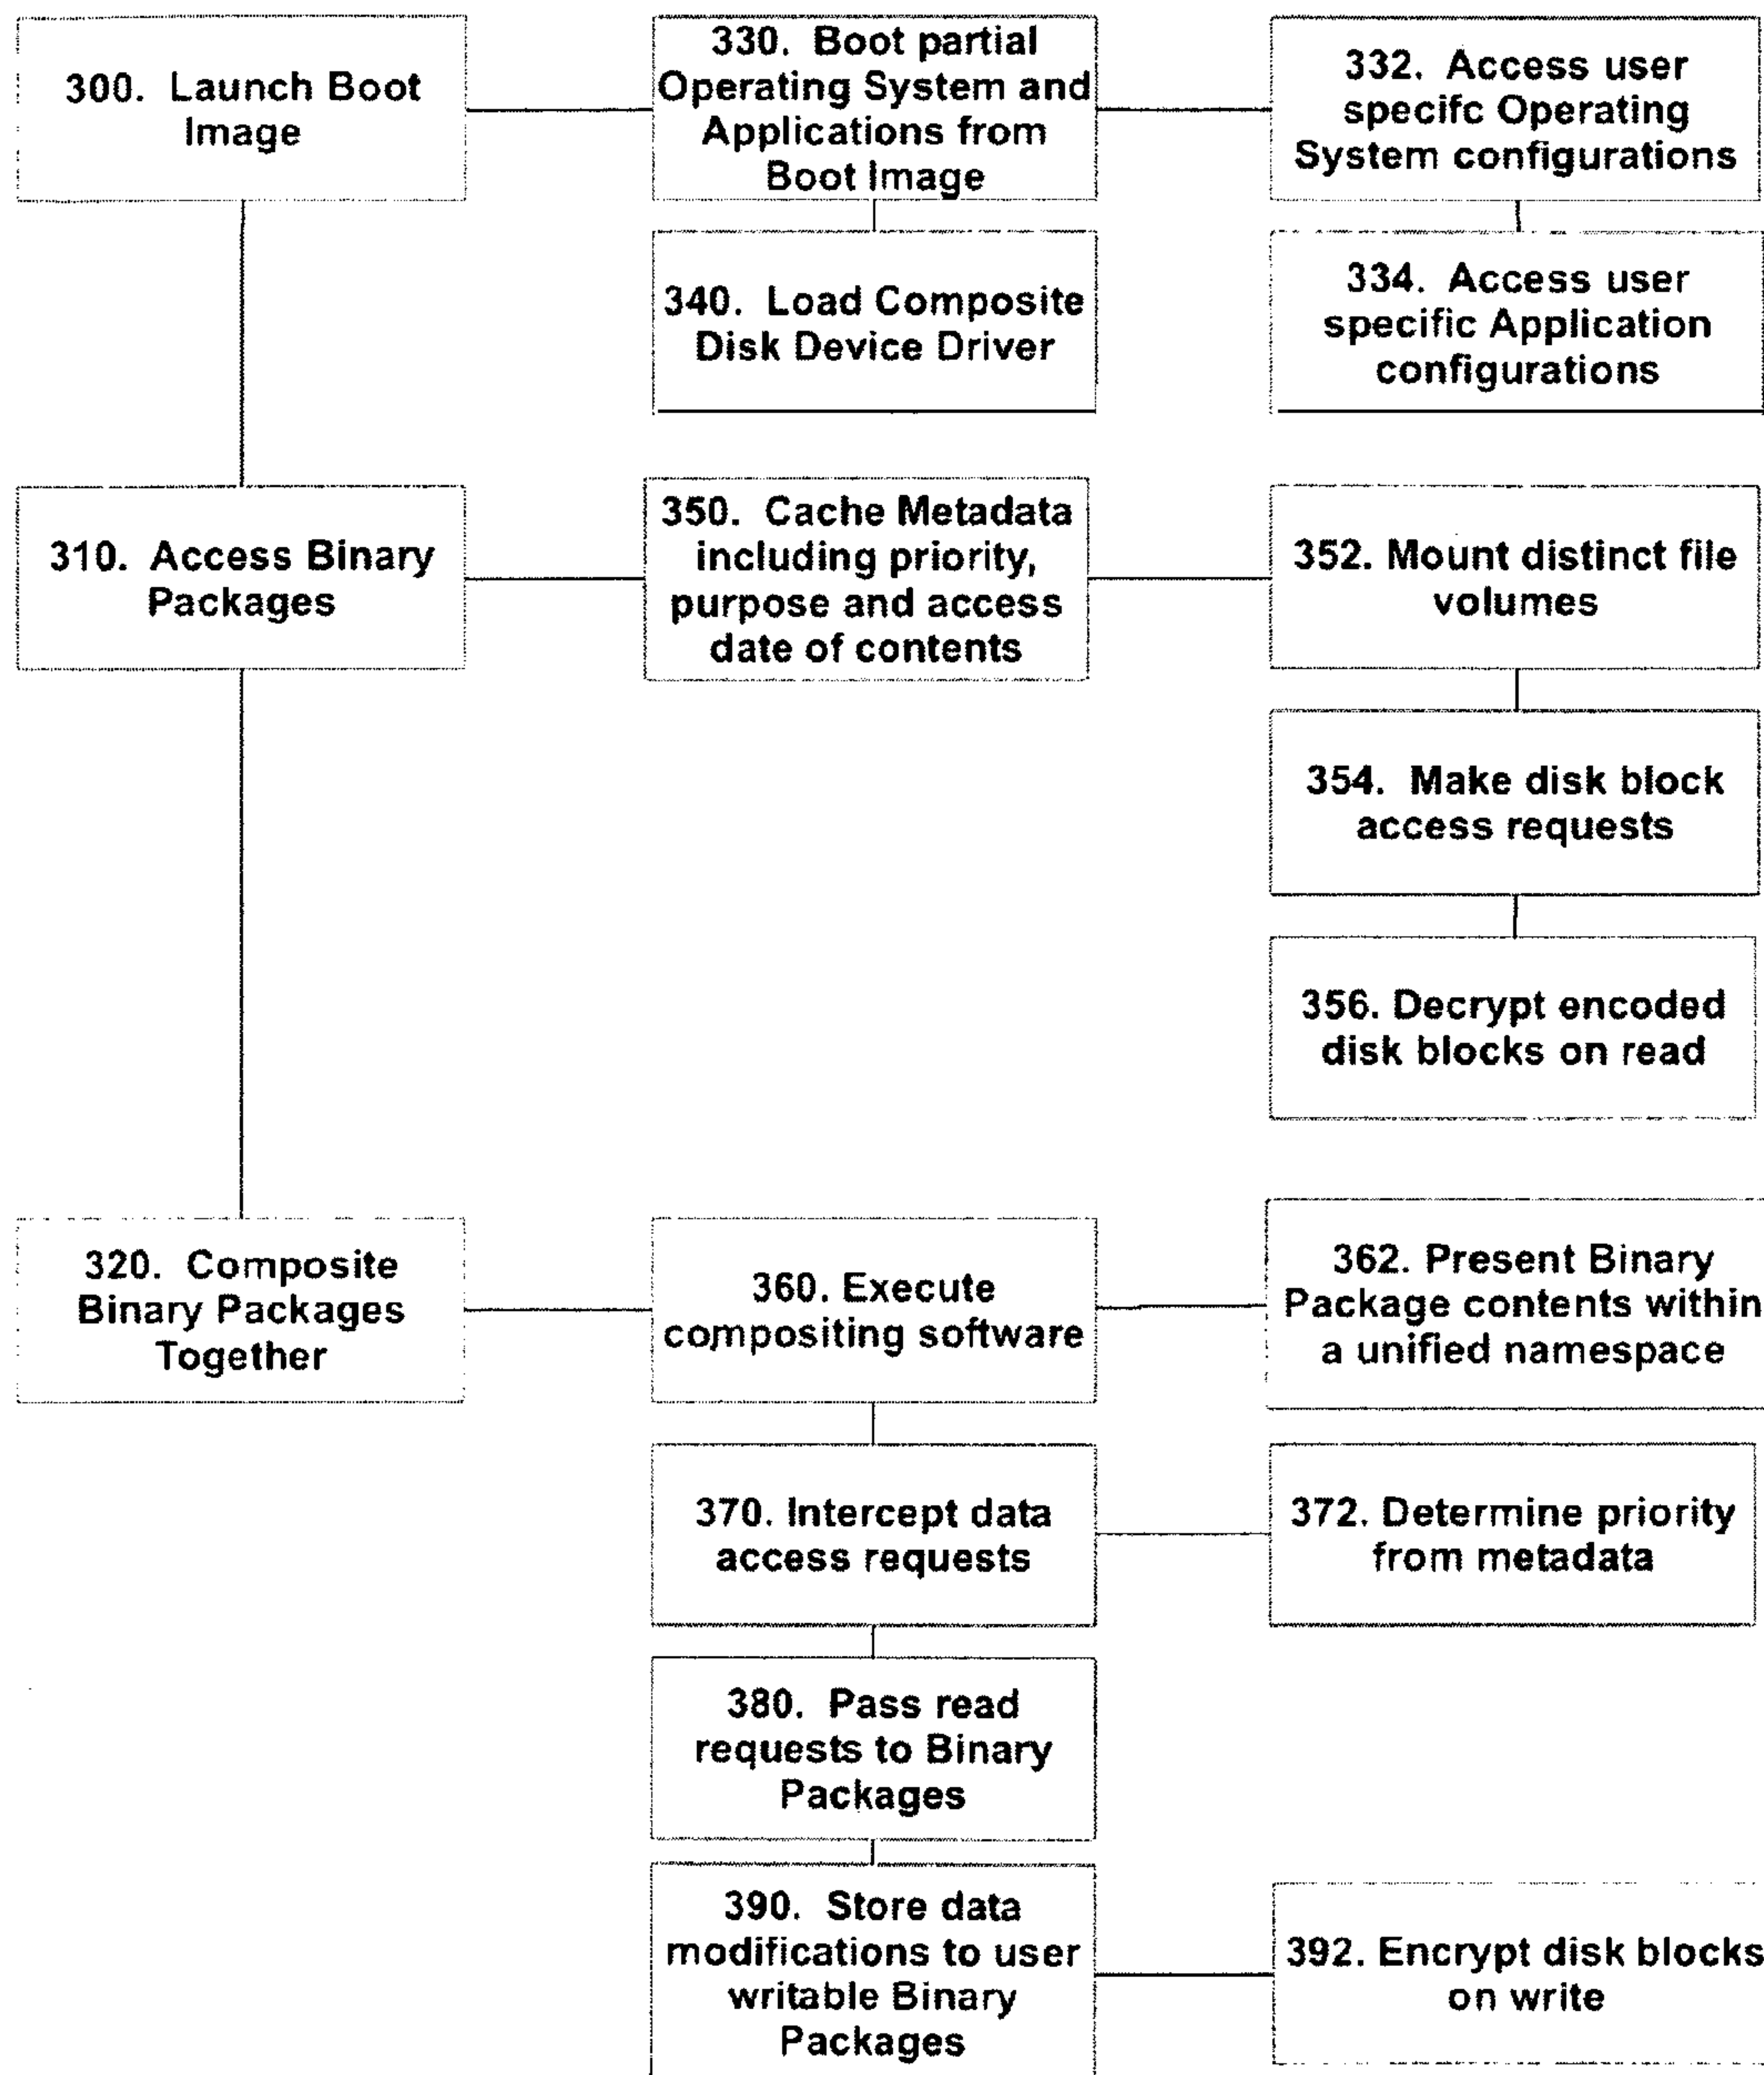 300. Launch Boot
Image
330. Boot partial
Operating System and
Applications from
Boot Image
332. Access user
specifc Operating
System configurations
340. Load Composite
Disk Device Driver
334. Access user
specific Application
configurations
310. Access Binary
Packages
350. Cache Metadata
including priority,
purpose and access
date of contents
352. Mount distinct file
volumes
354. Make disk block
access requests
356. Decrypt encoded
disk blocks on read
320. Composite
Binary Packages
Together
360. Execute
compositing software
362. Present Binary
Package contents within
a unified namespace
370. Intercept data
access requests
372. Determine priority
from metadata
380. Pass read
requests to Binary
Packages
390. Store data
modifications to user
writable Binary
Packages
392. Encrypt disk blocks
on write